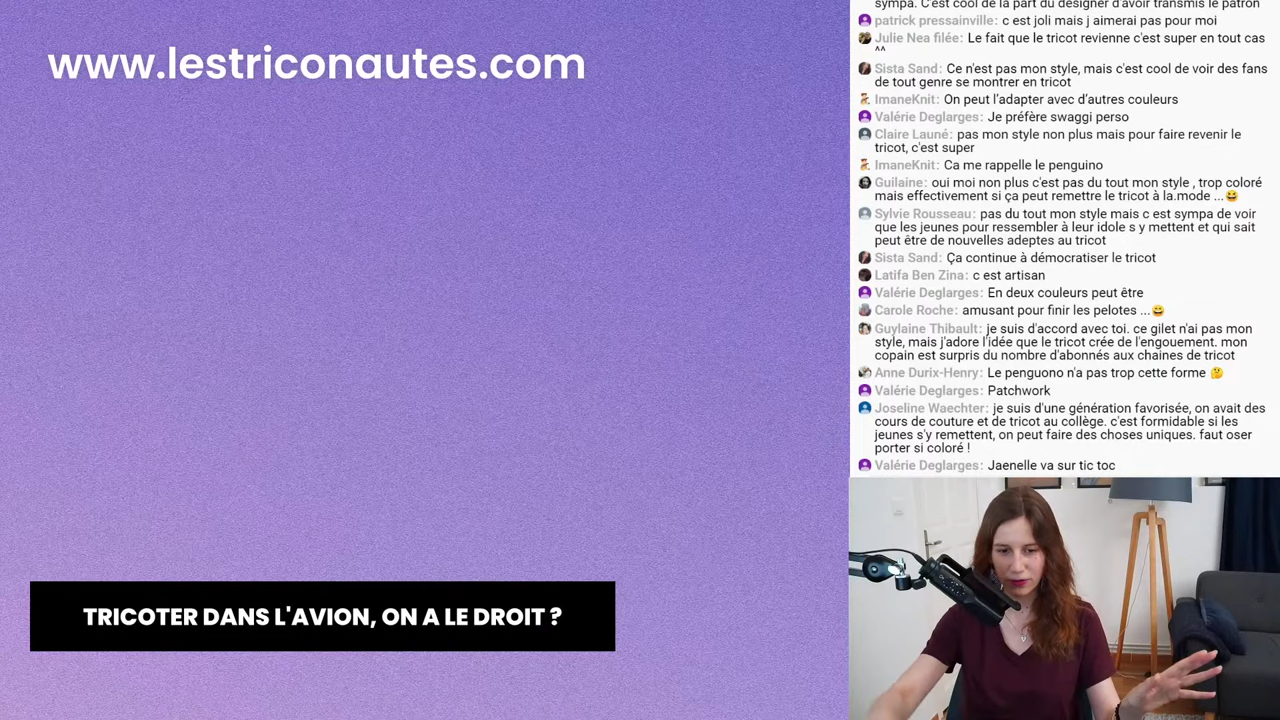 www.lestriconautes.com
TRICOTER DANS L'AVION, ON A LE DROIT ?
sympa. C'est cool de la part du designer d'avoir transmis le patron
patrick pressainville: c est joli mais j aimerai pas pour moi
Julie Nea filée: Le fait que le tricot revienne c'est super en tout cas
^^
Sista Sand: Ce n'est pas mon style, mais c'est cool de voir des fans
de tout genre se montrer en tricot
ImaneKnit: On peut l’adapter avec d’autres couleurs
Valérie Deglarges: Je préfère swaggi perso
Claire Launé: pas mon style non plus mais pour faire revenir le
tricot, c'est super
ImaneKnit: Ca me rappelle le penguino
Guilaine: oui moi non plus c'est pas du tout mon style , trop coloré
mais effectivement si ça peut remettre le tricot à la.mode ...😆
Sylvie Rousseau: pas du tout mon style mais c est sympa de voir
que les jeunes pour ressembler à leur idole s y mettent et qui sait
peut être de nouvelles adeptes au tricot
Sista Sand: Ça continue à démocratiser le tricot
Latifa Ben Zina: c est artisan
Valérie Deglarges: En deux couleurs peut être
Carole Roche: amusant pour finir les pelotes ...😀
Guylaine Thibault: je suis d'accord avec toi. ce gilet n'ai pas mon
style, mais j'adore l'idée que le tricot crée de l'engouement. mon
copain est surpris du nombre d'abonnés aux chaines de tricot
Anne Durix-Henry: Le penguono n'a pas trop cette forme 🤔
Valérie Deglarges: Patchwork
Joseline Waechter: je suis d'une génération favorisée, on avait des
cours de couture et de tricot au collège. c'est formidable si les
jeunes s'y remettent, on peut faire des choses uniques. faut oser
porter si coloré !
Valérie Deglarges: Jaenelle va sur tic toc